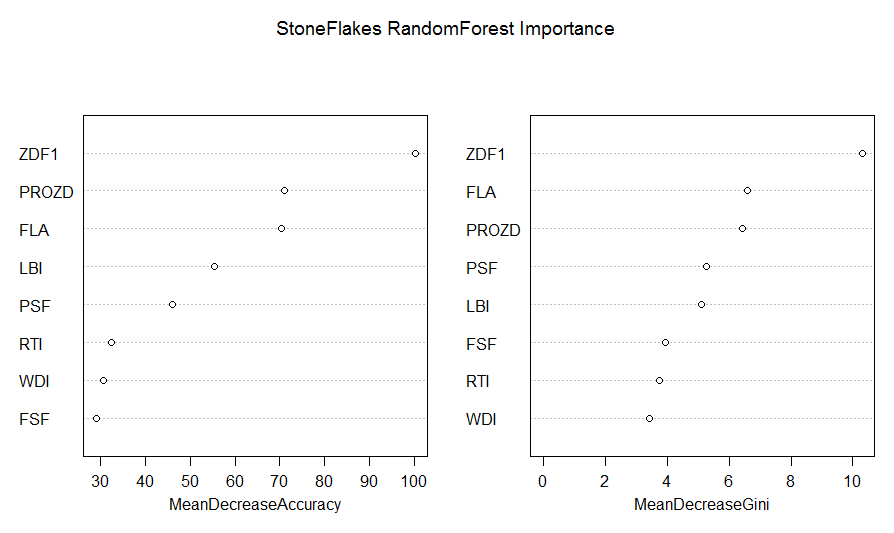 StoneFlakes RandomForest Importance
ZDF1
PROZD
FLA
LBI
PSF
RTI
WDI
FSF
30 40 50 60 70 80 90 100
MeanDecreaseAccuracy
ZDF1
FLA
PROZD
PSF
LBI
FSF
RTI
WDI
0 2 4 6 8 10
MeanDecreaseGini